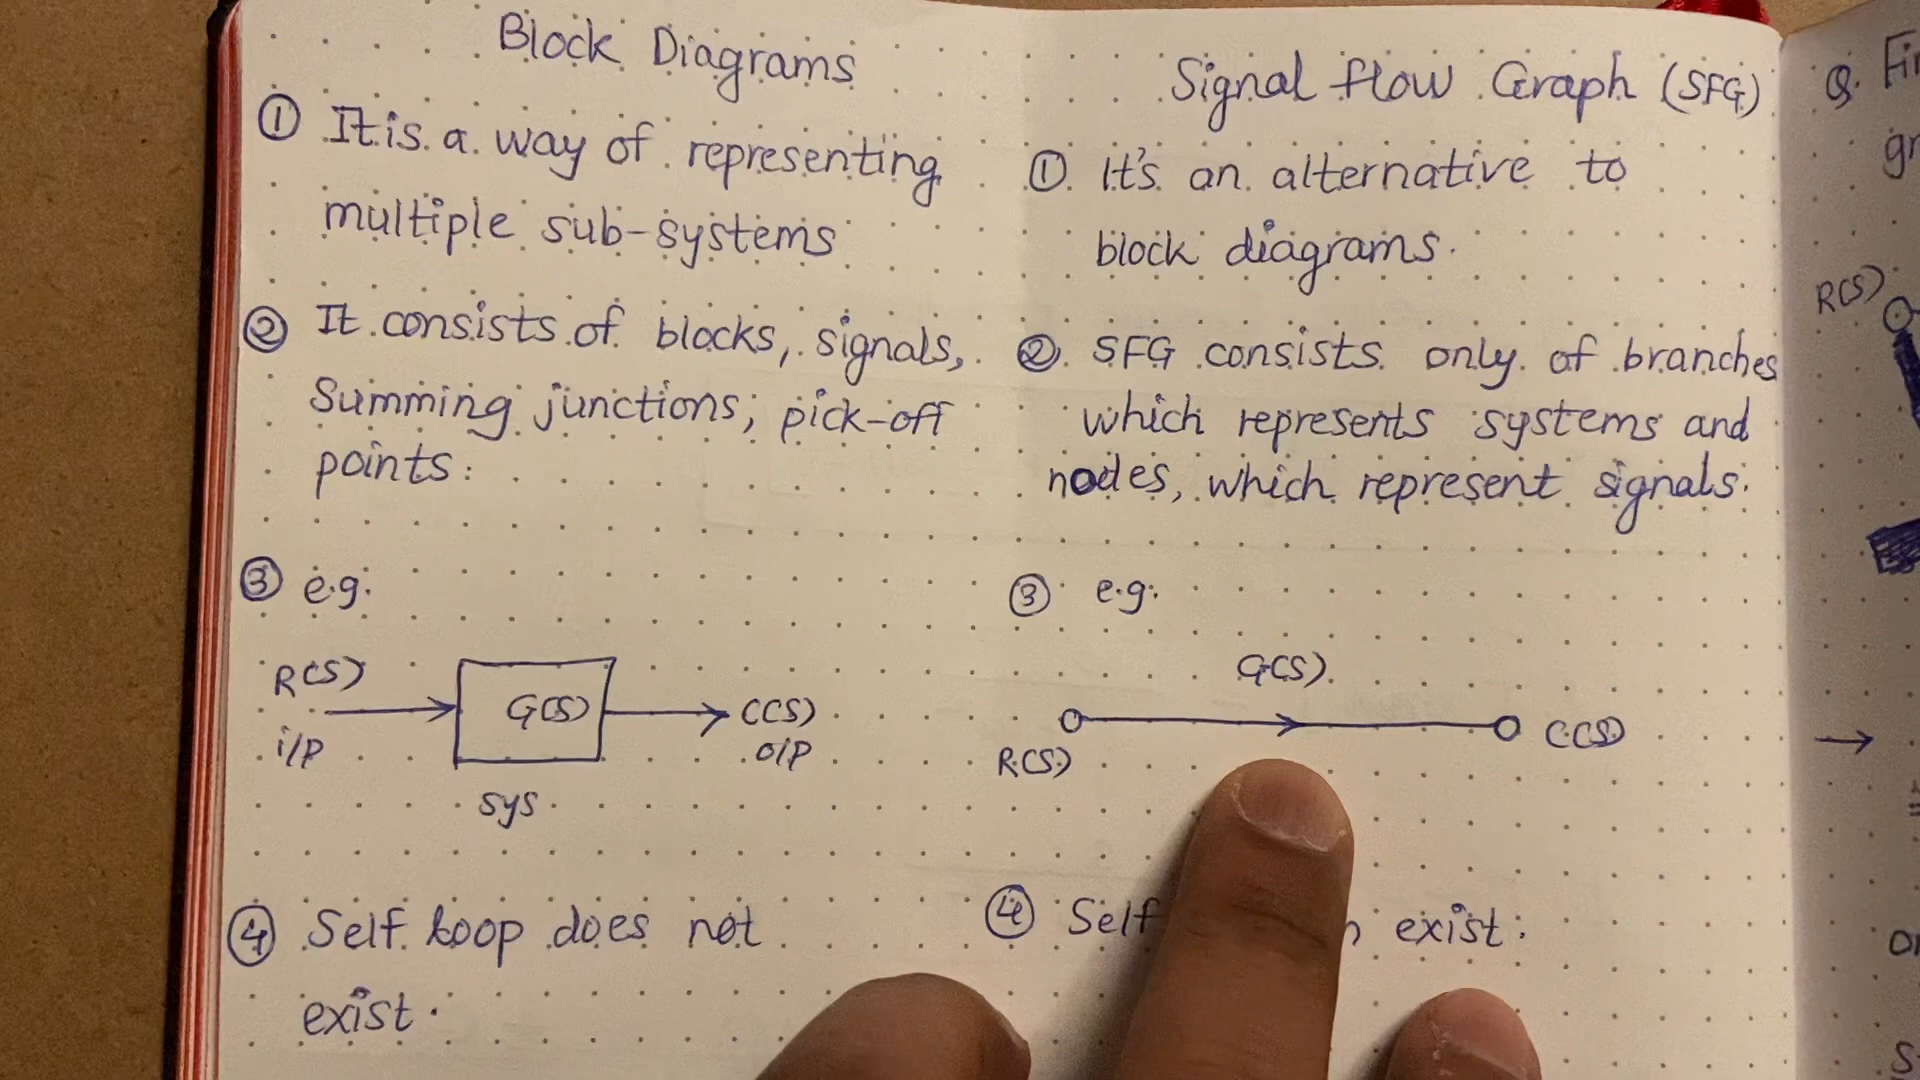 Block Diagrams
① It is a way of representing
multiple sub-systems
② It consists of blocks, signals,
Summing junctions, pick-off
points.
③ e.g.
R(S)
i/p
G(S)
C(S)
o/p
sys.
④ Self loop does not
exist.
Signal flow Graph (SFG)
① It's an alternative to
block diagrams.
② SFG consists only of branches
which represents systems and
nodes, which represent signals.
③ e.g.
G(S)
R(S)
C(S)
④ Self exist.
Q.
R(S)